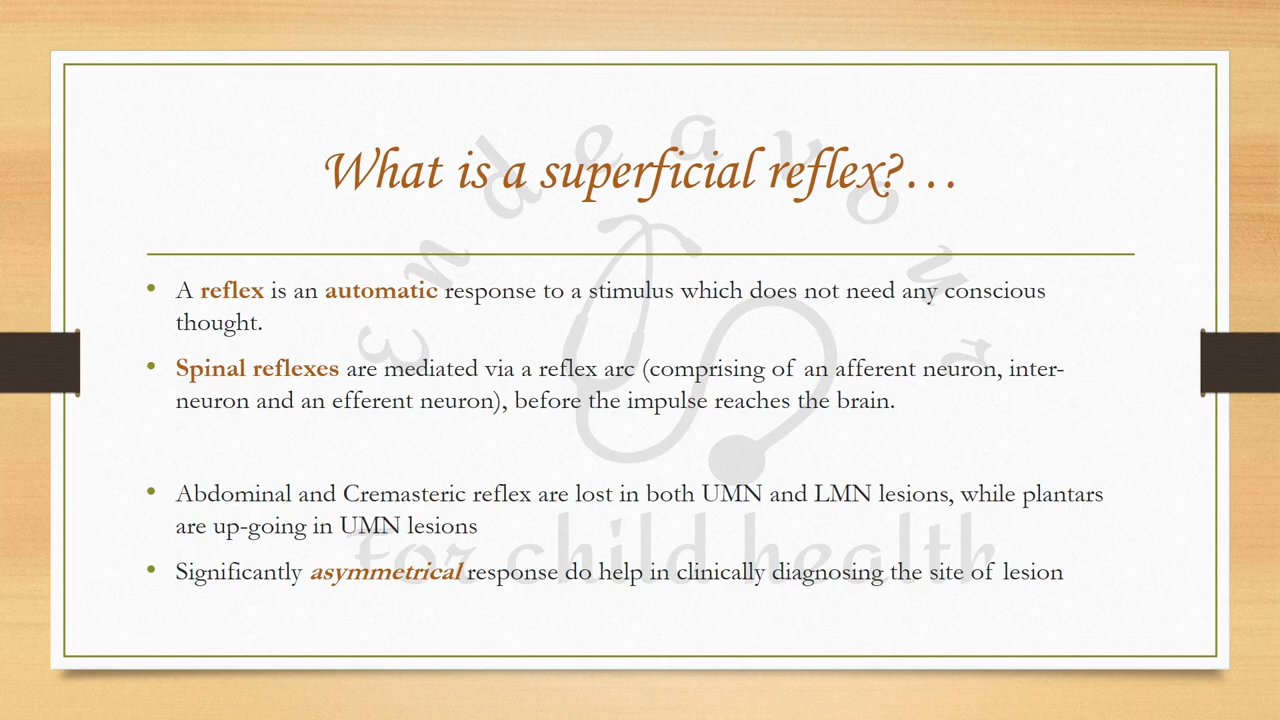 What is a superficial reflex?…
• A reflex is an automatic response to a stimulus which does not need any conscious
thought.
• Spinal reflexes are mediated via a reflex arc (comprising of an afferent neuron, inter-
neuron and an efferent neuron), before the impulse reaches the brain.
• Abdominal and Cremasteric reflex are lost in both UMN and LMN lesions, while plantars
are up-going in UMN lesions
• Significantly asymmetrical response do help in clinically diagnosing the site of lesion
Endeavour
For child health